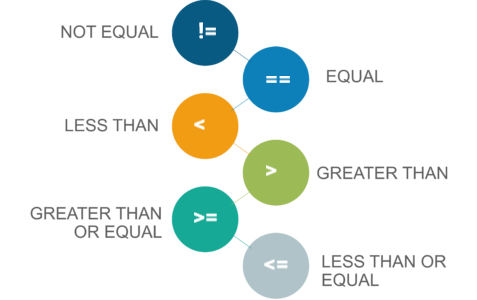 NOT EQUAL
!=
==
EQUAL
LESS THAN
<
>
GREATER THAN
GREATER THAN
OR EQUAL
>=
<=
LESS THAN OR
EQUAL